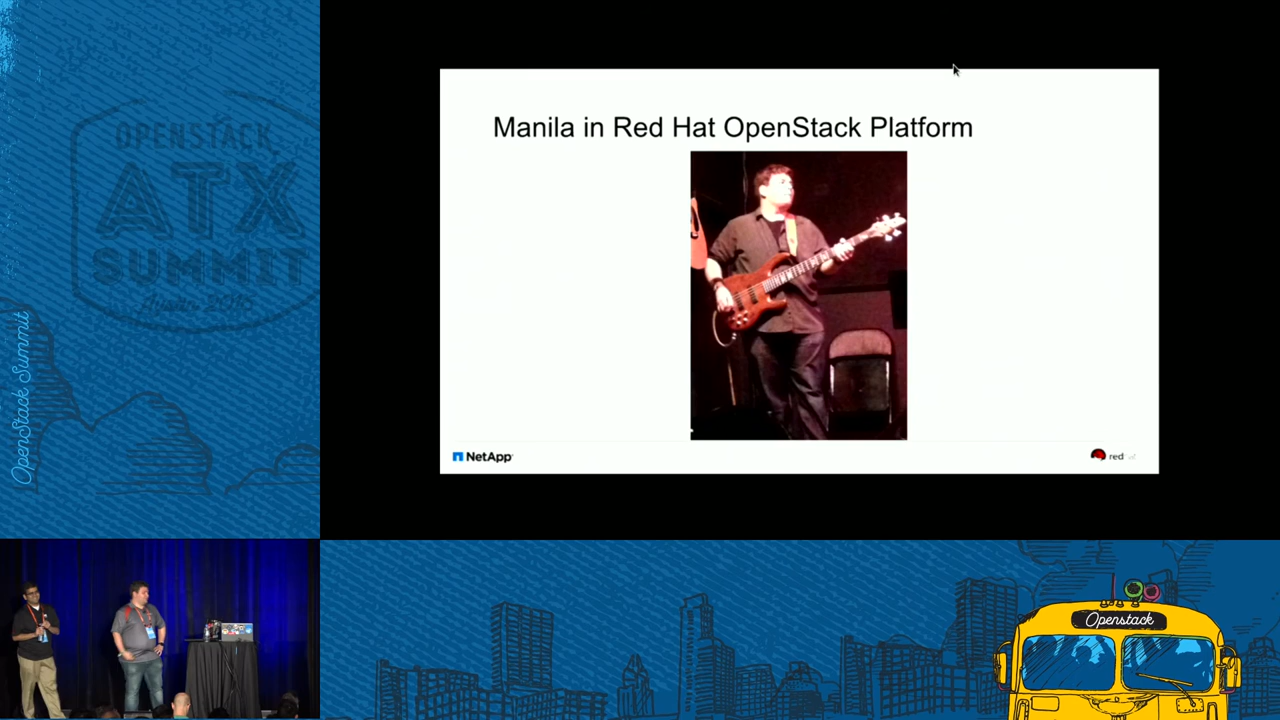 OPENSTACK
ATX
SUMMIT
Austin 2016
OpenStack Summit
Manila in Red Hat OpenStack Platform
NetApp
red
Openstack